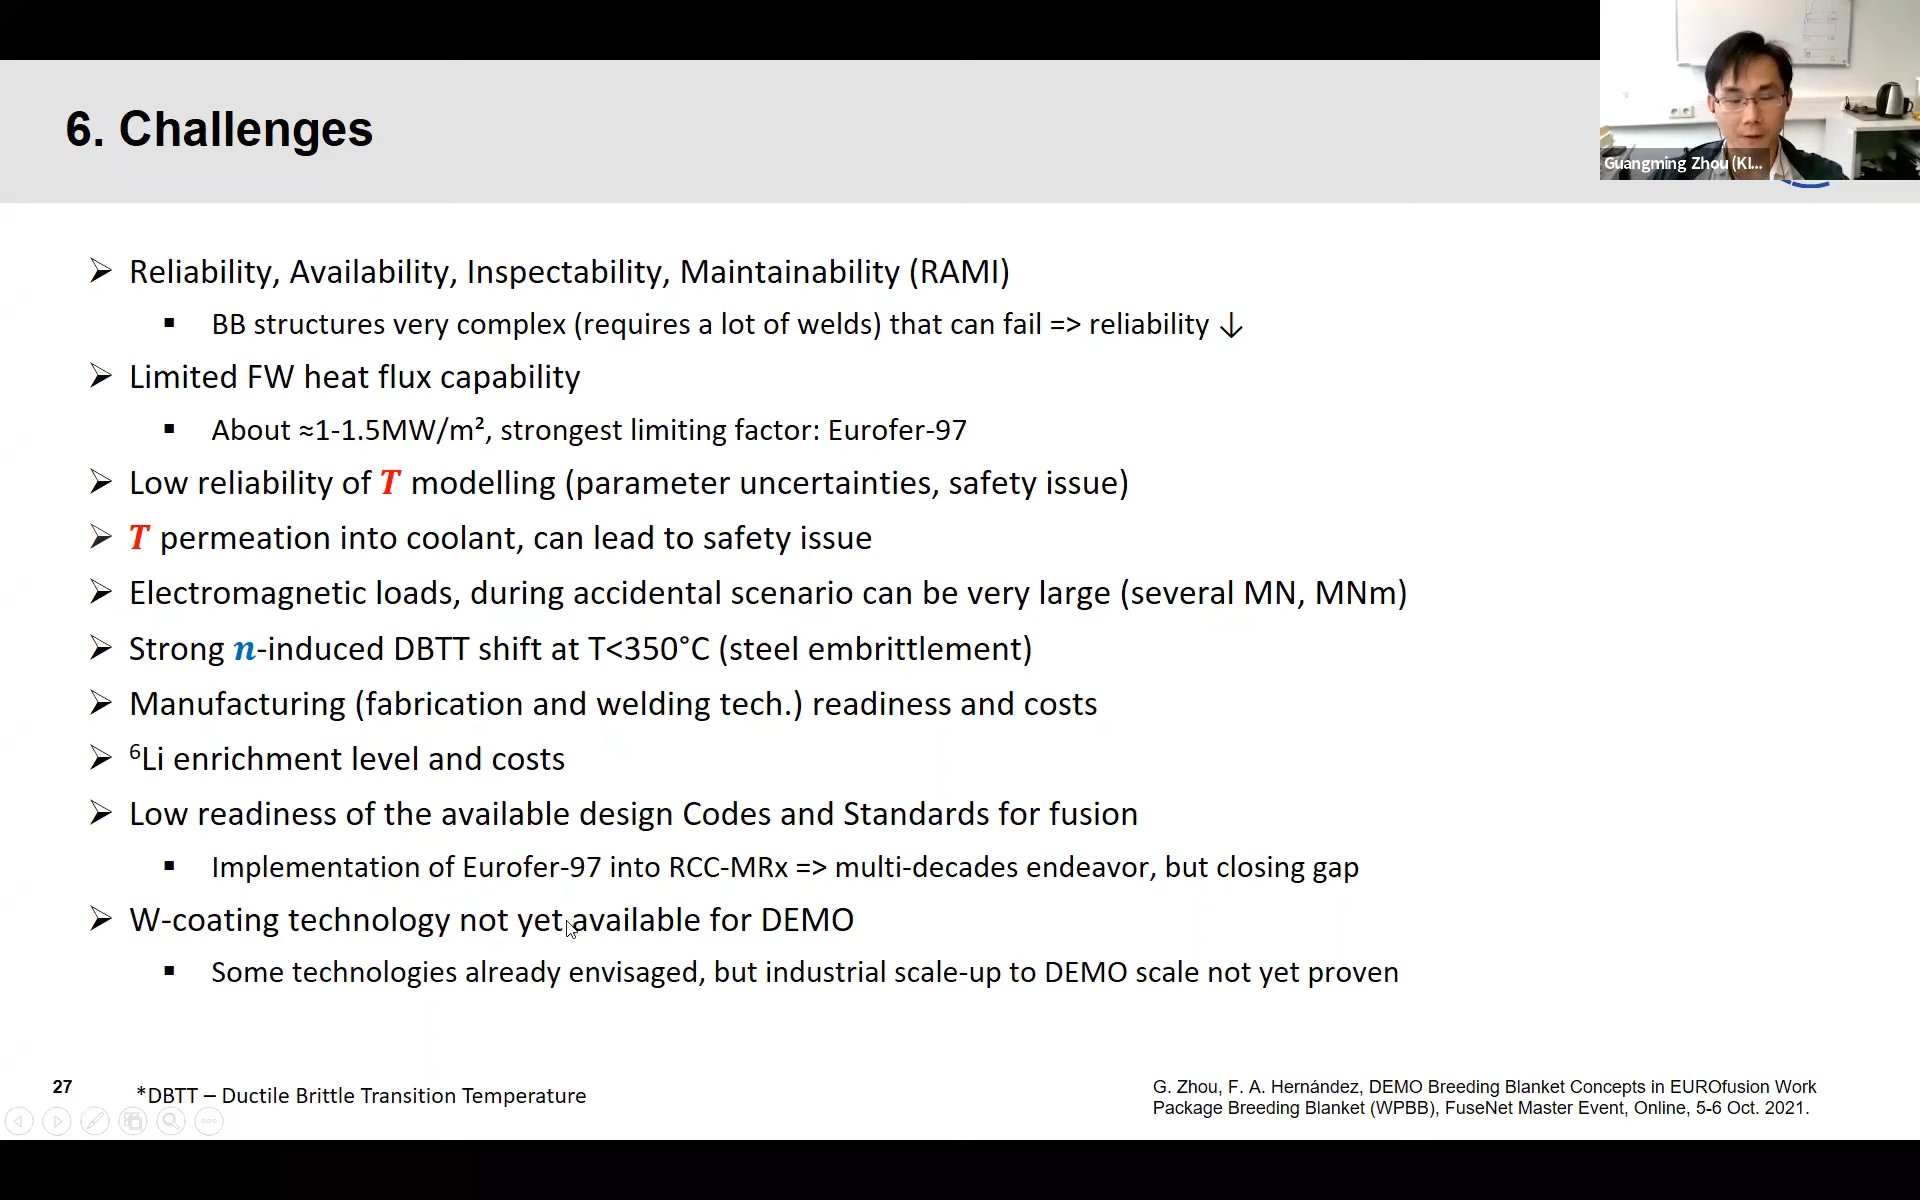 6. Challenges
Guangming Zhou (KI...
➢ Reliability, Availability, Inspectability, Maintainability (RAMI)
▪ BB structures very complex (requires a lot of welds) that can fail => reliability ↓
➢ Limited FW heat flux capability
▪ About ≈1-1.5MW/m², strongest limiting factor: Eurofer-97
➢ Low reliability of T modelling (parameter uncertainties, safety issue)
➢ T permeation into coolant, can lead to safety issue
➢ Electromagnetic loads, during accidental scenario can be very large (several MN, MNm)
➢ Strong n-induced DBTT shift at T<350°C (steel embrittlement)
➢ Manufacturing (fabrication and welding tech.) readiness and costs
➢ ⁶Li enrichment level and costs
➢ Low readiness of the available design Codes and Standards for fusion
▪ Implementation of Eurofer-97 into RCC-MRx => multi-decades endeavor, but closing gap
➢ W-coating technology not yet available for DEMO
▪ Some technologies already envisaged, but industrial scale-up to DEMO scale not yet proven
27
*DBTT – Ductile Brittle Transition Temperature
G. Zhou, F. A. Hernández, DEMO Breeding Blanket Concepts in EUROfusion Work
Package Breeding Blanket (WPBB), FuseNet Master Event, Online, 5-6 Oct. 2021.